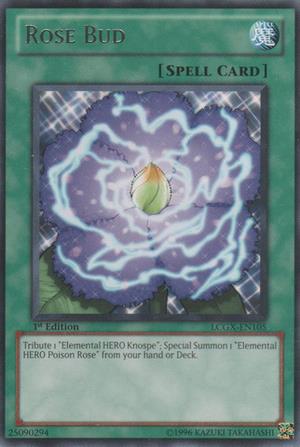 ROSE BUD
魔
[SPELL CARD]
1st Edition
LCGX-EN105
Tribute 1 "Elemental HERO Knospe"; Special Summon 1 "Elemental
HERO Poison Rose" from your hand or Deck.
25090294
©1996 KAZUKI TAKAHASHI